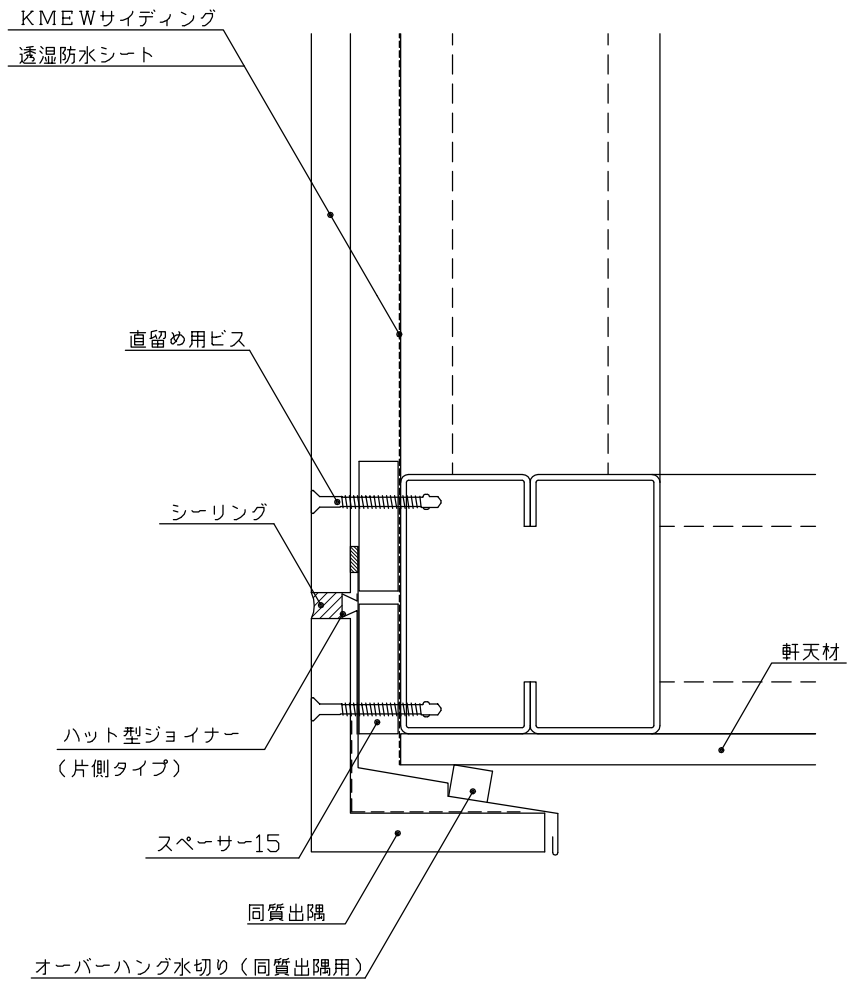 KMEWサイディング
透湿防水シート
直留め用ビス
シーリング
軒天材
ハット型ジョイナー
(片側タイプ)
スペーサー15
同質出隅
オーバーハング水切り(同質出隅用)